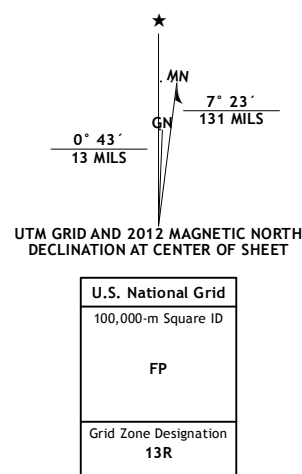 ★
MN
7° 23´
131 MILS
GN
0° 43´
13 MILS
UTM GRID AND 2012 MAGNETIC NORTH
DECLINATION AT CENTER OF SHEET
U.S. National Grid
100,000-m Square ID
FP
Grid Zone Designation
13R